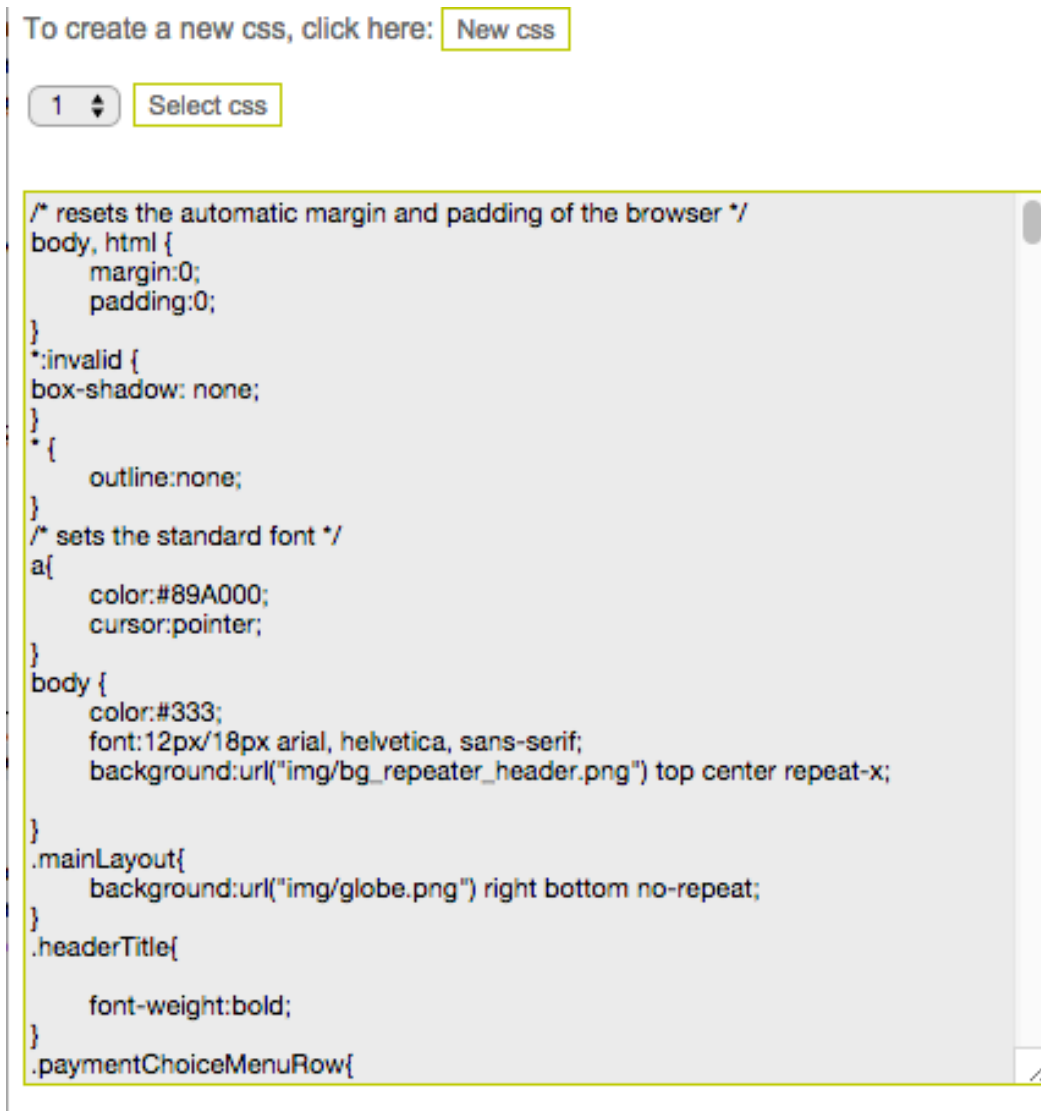 To create a new css, click here: New css
1 Select css
/* resets the automatic margin and padding of the browser */
body, html {
margin:0;
padding:0;
}
*:invalid {
box-shadow: none;
}
* {
outline:none;
}
/* sets the standard font */
a{
color:#89A000;
cursor:pointer;
}
body {
color:#333;
font:12px/18px arial, helvetica, sans-serif;
background:url("img/bg_repeater_header.png") top center repeat-x;
}
.mainLayout{
background:url("img/globe.png") right bottom no-repeat;
}
.headerTitle{
font-weight:bold;
}
.paymentChoiceMenuRow{